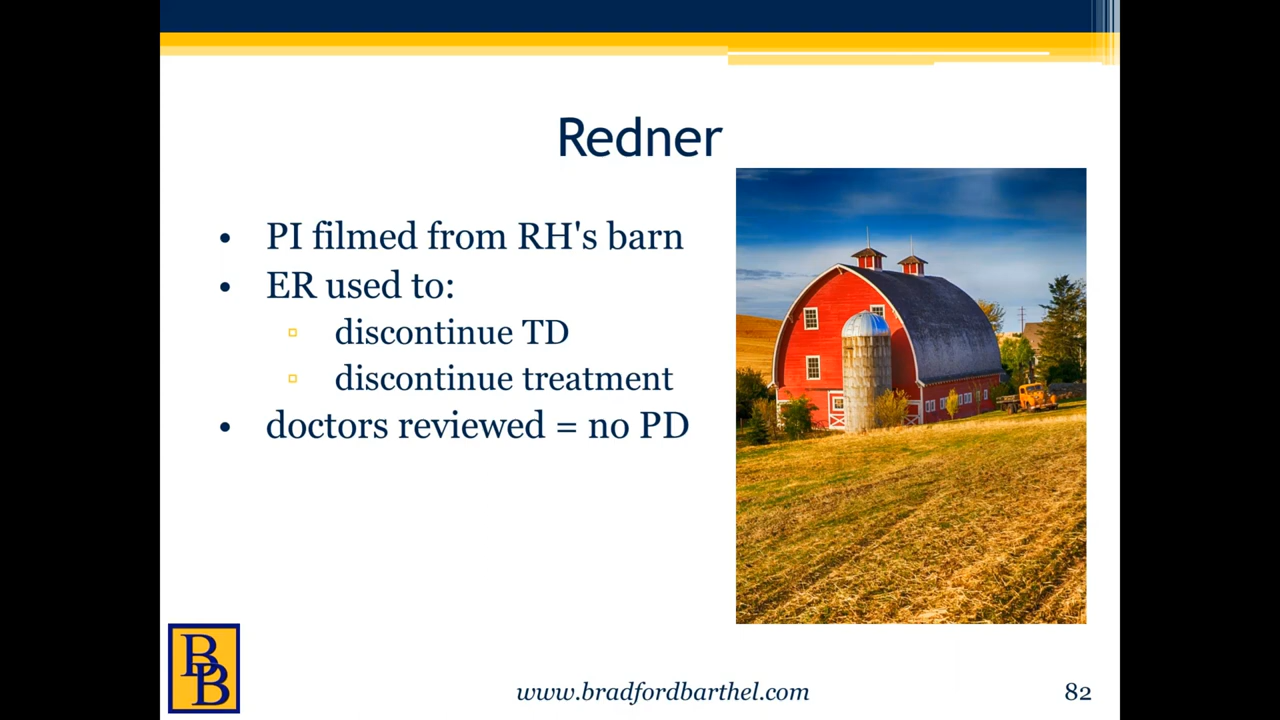 Redner
• PI filmed from RH's barn
• ER used to:
▫ discontinue TD
▫ discontinue treatment
• doctors reviewed = no PD
BB
www.bradfordbarthel.com
82